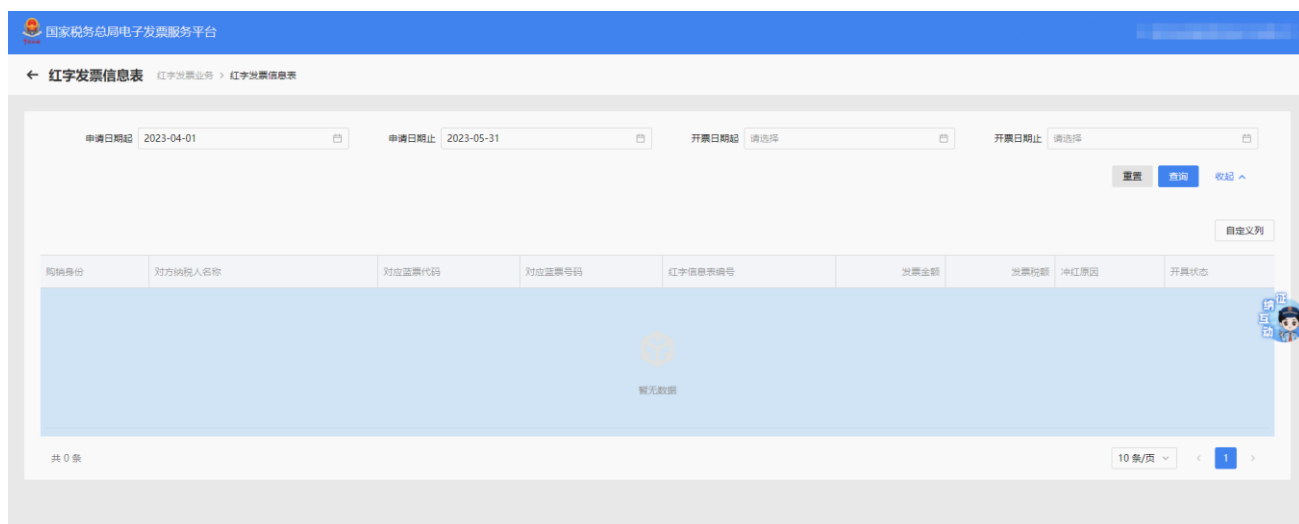 国家税务总局电子发票服务平台
← 红字发票信息表 红字发票业务 > 红字发票信息表
申请日期起 2023-04-01 申请日期止 2023-05-31 开票日期起 请选择 开票日期止 请选择
重置 查询 收起
自定义列
购销身份 对方纳税人名称 对应蓝票代码 对应蓝票号码 红字信息表编号 发票金额 发票税额 冲红原因 开具状态
征纳互动
暂无数据
共 0 条 10 条/页 < 1 >